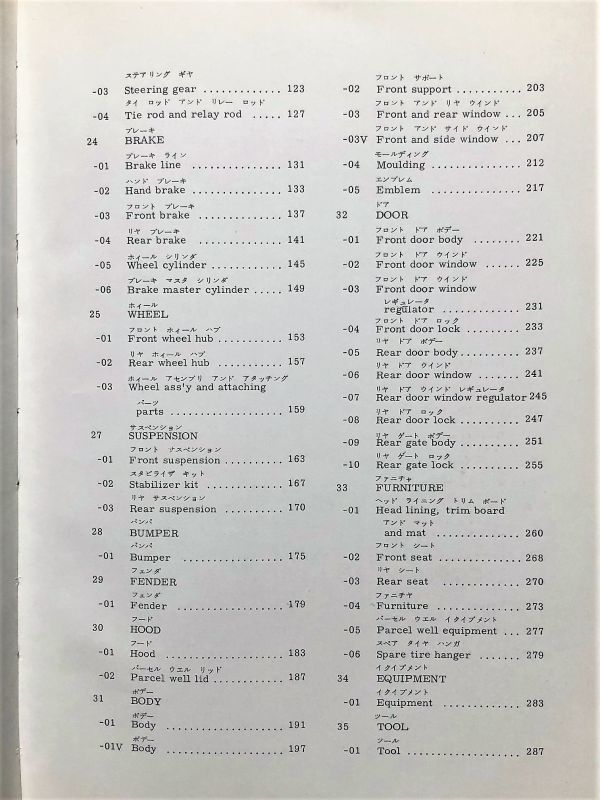 ステアリング ギヤ
-03 Steering gear ............. 123
タイ ロッド アンド リレー ロッド
-04 Tie rod and relay rod ..... 127
ブレーキ
24 BRAKE
ブレーキ ライン
-01 Brake line ............... 131
ハンド ブレーキ
-02 Hand brake ............... 133
フロント ブレーキ
-03 Front brake .............. 137
リヤ ブレーキ
-04 Rear brake .............. 141
ホィール シリンダ
-05 Wheel cylinder ............ 145
ブレーキ マスタ シリンダ
-06 Brake master cylinder ..... 149
ホィール
25 WHEEL
フロント ホィール ハブ
-01 Front wheel hub ........... 153
リヤ ホィール ハブ
-02 Rear wheel hub ........... 157
ホィール アセンブリ アンド アタッチング
-03 Wheel ass'y and attaching
パーツ
parts ................... 159
サスペンション
27 SUSPENSION
フロント サスペンション
-01 Front suspension .......... 163
スタビライザ キット
-02 Stabilizer kit ............. 167
リヤ サスペンション
-03 Rear suspension .......... 170
バンパ
28 BUMPER
バンパ
-01 Bumper ................. 175
フェンダ
29 FENDER
フェンダ
-01 Fender ................. 179
フード
30 HOOD
フード
-01 Hood ................... 183
パーセル ウエル リッド
-02 Parcel well lid ............ 187
ボデー
31 BODY
ボデー
-01 Body ................... 191
ボデー
-01V Body ................... 197
フロント サポート
-02 Front support ........... 203
フロント アンド リヤ ウインド
-03 Front and rear window ... 205
フロント アンド サイド ウインド
-03V Front and side window ... 207
モールディング
-04 Moulding ............... 212
エンブレム
-05 Emblem ............... 217
ドア
32 DOOR
フロント ドア ボデー
-01 Front door body ........ 221
フロント ドア ウインド
-02 Front door window ...... 225
フロント ドア ウインド
-03 Front door window
レギュレータ
regulator ............. 231
フロント ドア ロック
-04 Front door lock ......... 233
リヤ ドア ボデー
-05 Rear door body.......... 237
リヤ ドア ウインド
-06 Rear door window ....... 241
リヤ ドア ウインド レギュレータ
-07 Rear door window regulator 245
リヤ ドア ロック
-08 Rear door lock .......... 247
リヤ ゲート ボデー
-09 Rear gate body .......... 251
リヤ ゲート ロック
-10 Rear gate lock .......... 255
ファニチャ
33 FURNITURE
ヘッド ライニング トリム ボード
-01 Head lining, trim board
アンド マット
and mat .............. 260
フロント シート
-02 Front seat .............. 268
リヤ シート
-03 Rear seat .............. 270
ファニチヤ
-04 Furniture .............. 273
パーセル ウエル イクイプメント
-05 Parcel well equipment ... 277
スペア タイヤ ハンガ
-06 Spare tire hanger ....... 279
イクイプメント
34 EQUIPMENT
イクイプメント
-01 Equipment ............. 283
ツール
35 TOOL
ツール
-01 Tool ................... 287